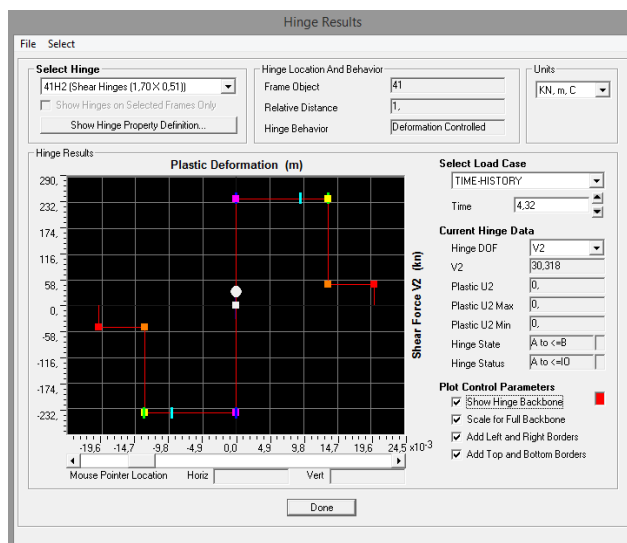 Hinge Results
File Select
Select Hinge
41H2 (Shear Hinges (1,70 X 0,51))
Show Hinges on Selected Frames Only
Show Hinge Property Definition...
Hinge Location And Behavior
Frame Object 41
Relative Distance 1,
Hinge Behavior Deformation Controlled
Units
KN, m, C
Hinge Results
Plastic Deformation (m)
290,
232,
174,
116,
58,
0,
-58,
-116,
-174,
-232,
-19,6 -14,7 -9,8 -4,9 0,0 4,9 9,8 14,7 19,6 24,5 x10 -3
Shear Force V2 (kn)
Mouse Pointer Location Horiz Vert
Select Load Case
TIME-HISTORY
Time 4,32
Current Hinge Data
Hinge DOF V2
V2 30,318
Plastic U2 0,
Plastic U2 Max 0,
Plastic U2 Min 0,
Hinge State A to <=B
Hinge Status A to <=IO
Plot Control Parameters
Show Hinge Backbone
Scale for Full Backbone
Add Left and Right Borders
Add Top and Bottom Borders
Done